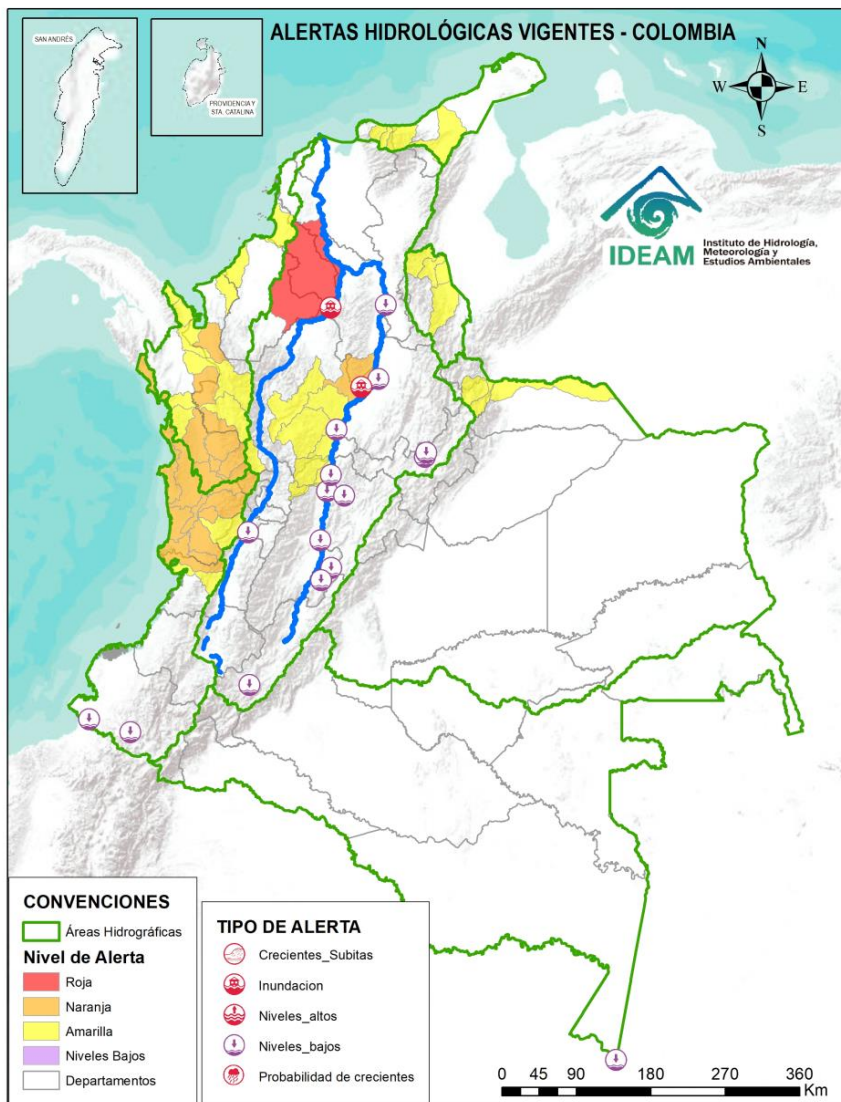 ALERTAS HIDROLÓGICAS VIGENTES - COLOMBIA
SAN ANDRÉS
PROVIDENCIA Y
STA. CATALINA
N
W
E
S
IDEAM
Instituto de Hidrología,
Meteorología y
Estudios Ambientales
CONVENCIONES
Áreas Hidrográficas
Nivel de Alerta
Roja
Naranja
Amarilla
Niveles Bajos
Departamentos
TIPO DE ALERTA
Crecientes_Subitas
Inundacion
Niveles_altos
Niveles_bajos
Probabilidad de crecientes
0 45 90 180 270 360
Km